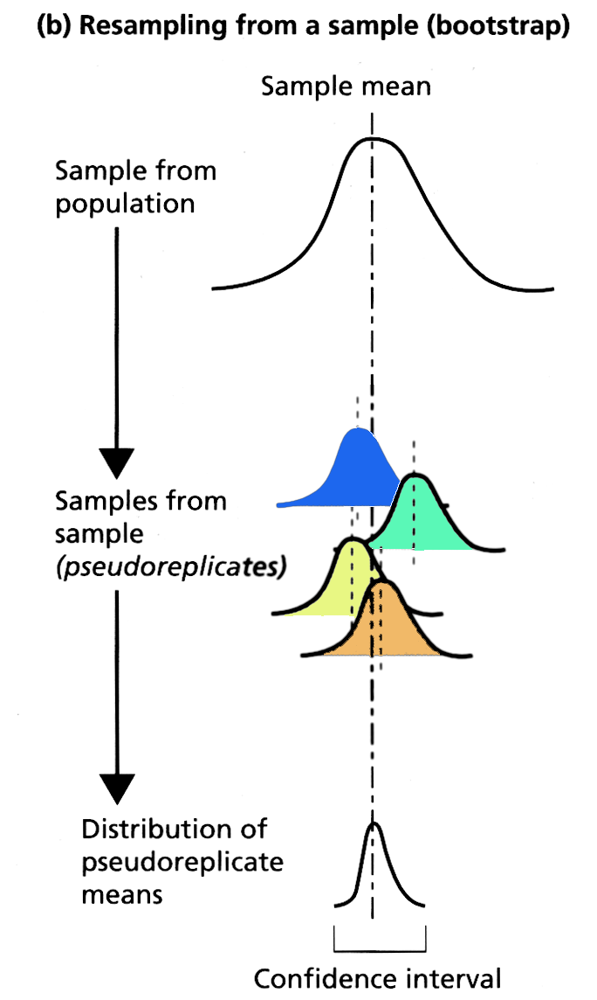 (b) Resampling from a sample (bootstrap)
Sample mean
Sample from
population
Samples from
sample
(pseudoreplicates)
Distribution of
pseudoreplicate
means
Confidence interval